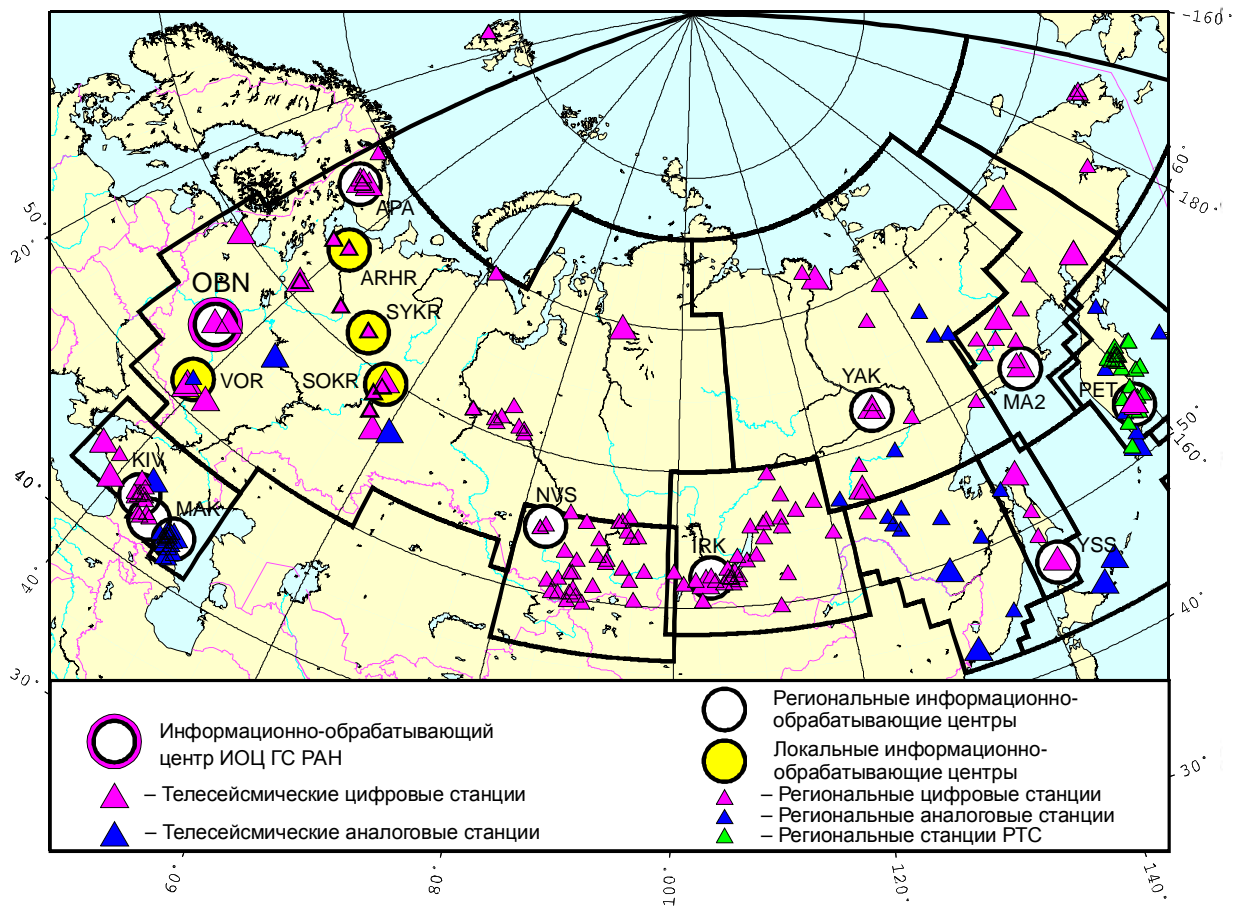 -160°
60°
180°
50°
20°
APA
ARHR
OBN
SYKR
VOR
SOKR
YAK
MA2
PET
50°
160°
40°
KIV
MAK
NVS
IRK
YSS
40°
40°
30°
Информационно-обрабатывающий
центр ИОЦ ГС РАН
– Телесейсмические цифровые станции
– Телесейсмические аналоговые станции
Региональные информационно-
обрабатывающие центры
Локальные информационно-
обрабатывающие центры
– Региональные цифровые станции
– Региональные аналоговые станции
– Региональные станции РТС
30°
60°
80°
100°
120°
140°